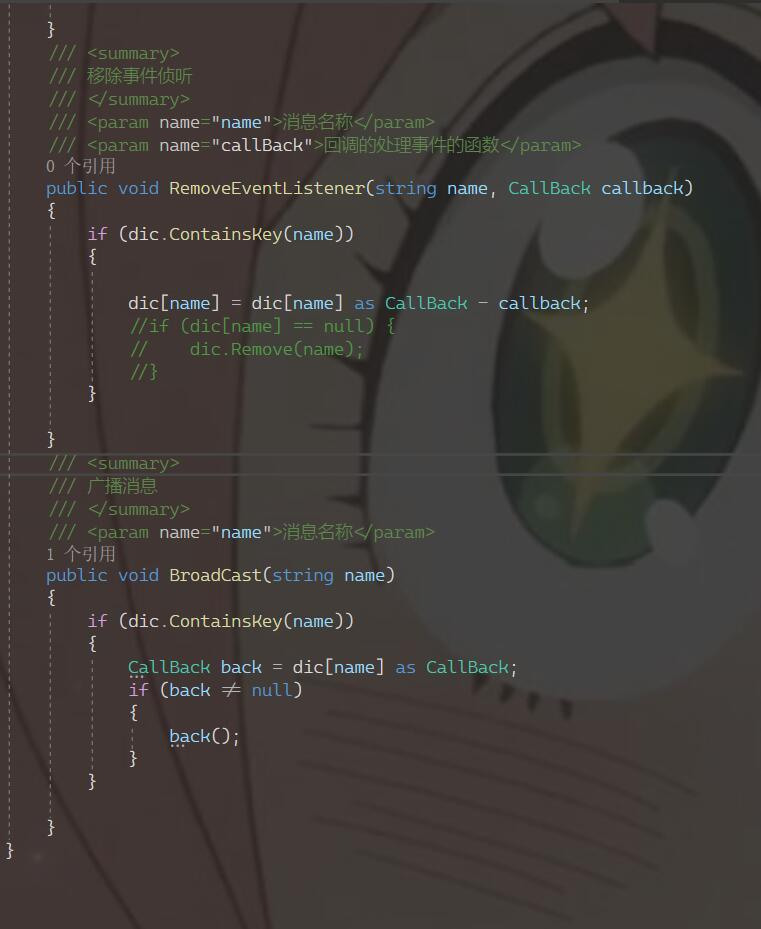 }
/// <summary>
/// 移除事件侦听
/// </summary>
/// <param name="name">消息名称</param>
/// <param name="callBack">回调的处理事件的函数</param>
0 个引用
public void RemoveEventListener(string name, CallBack callback)
{
if (dic.ContainsKey(name))
{
dic[name] = dic[name] as CallBack - callback;
//if (dic[name] == null) {
//    dic.Remove(name);
//}
}
}
/// <summary>
/// 广播消息
/// </summary>
/// <param name="name">消息名称</param>
1 个引用
public void BroadCast(string name)
{
if (dic.ContainsKey(name))
{
CallBack back = dic[name] as CallBack;
if (back ≠ null)
{
back();
}
}
}
}